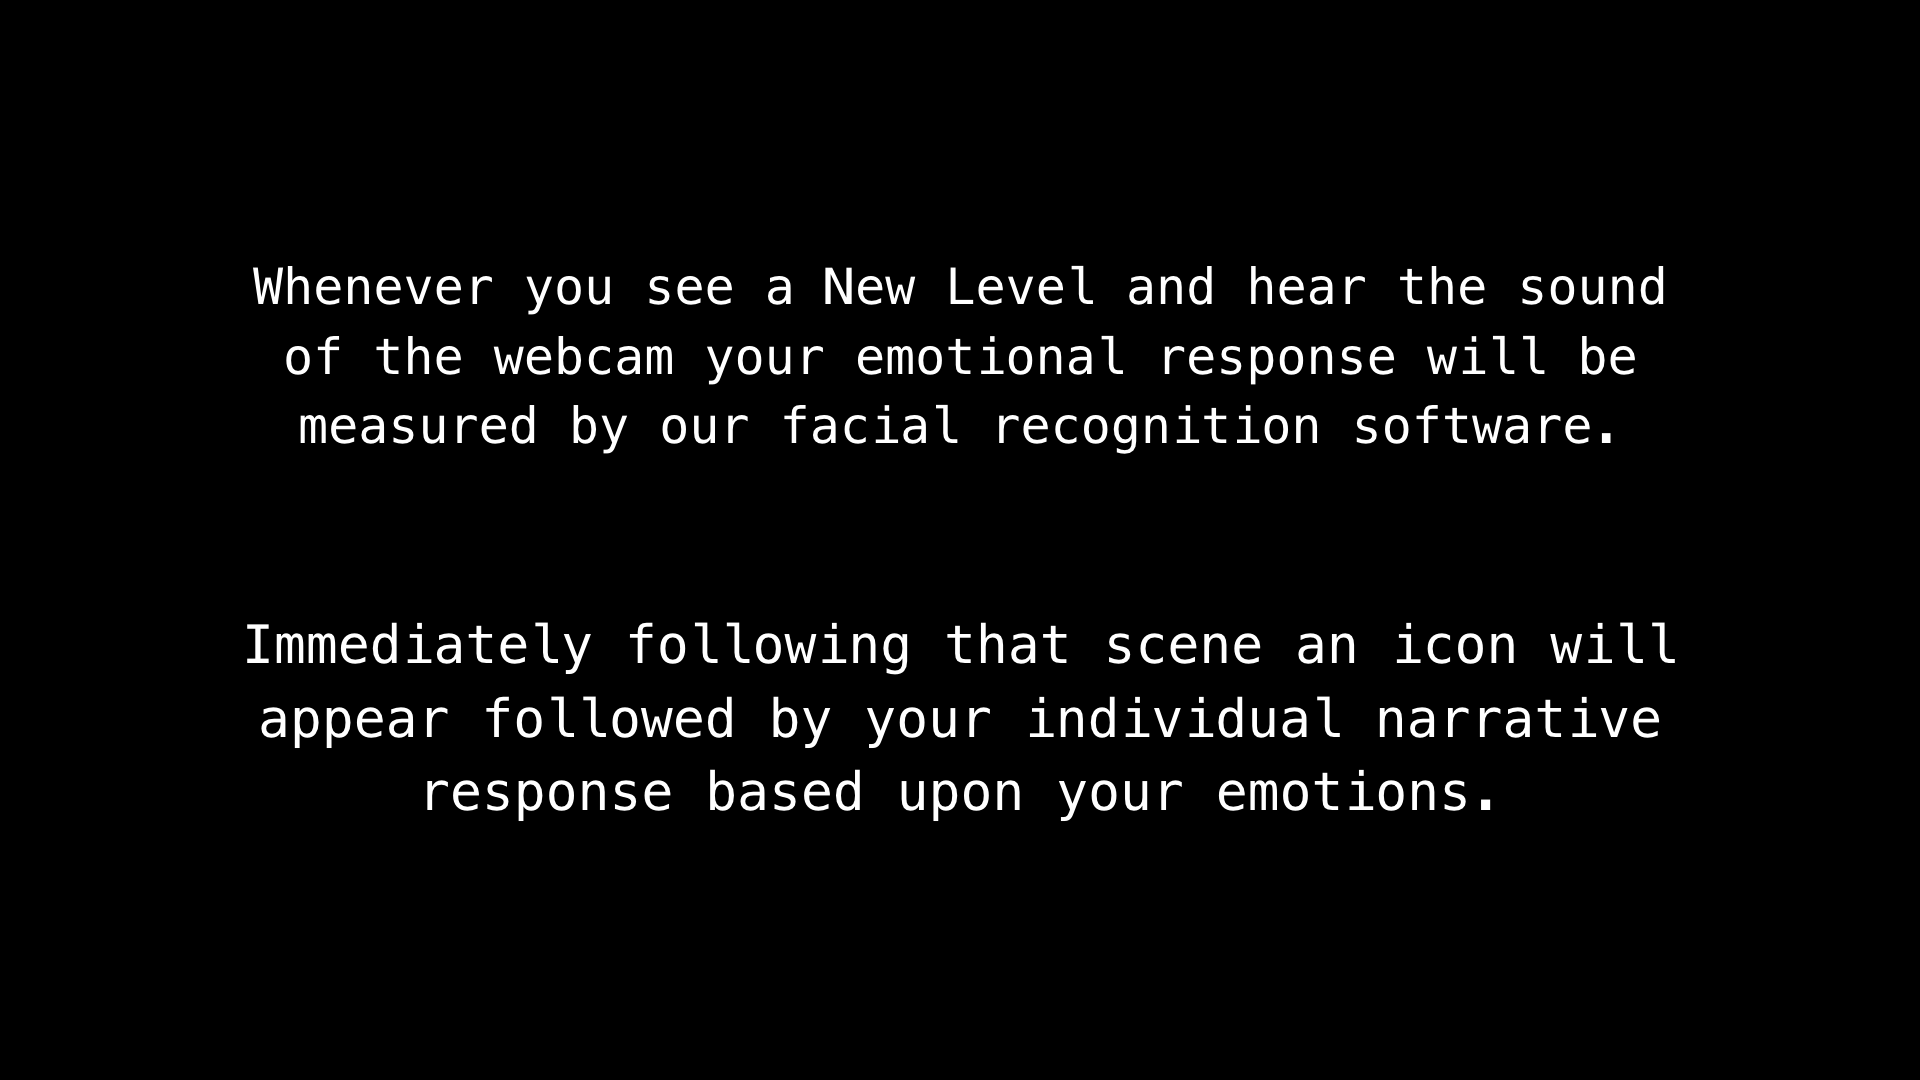 Whenever you see a New Level and hear the sound
of the webcam your emotional response will be
measured by our facial recognition software.
Immediately following that scene an icon will
appear followed by your individual narrative
response based upon your emotions.